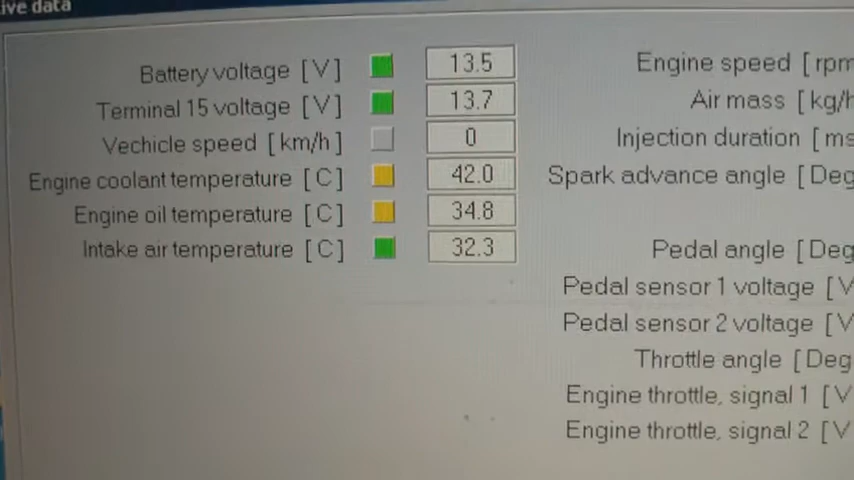 ive data
Battery voltage [V] 13.5 Engine speed [rpm
Terminal 15 voltage [V] 13.7 Air mass [kg/h
Vechicle speed [km/h] 0 Injection duration [ms
Engine coolant temperature [C] 42.0 Spark advance angle [Deg
Engine oil temperature [C] 34.8
Intake air temperature [C] 32.3 Pedal angle [Deg
Pedal sensor 1 voltage [V
Pedal sensor 2 voltage [V
Throttle angle [Deg
Engine throttle, signal 1 [V
Engine throttle, signal 2 [V